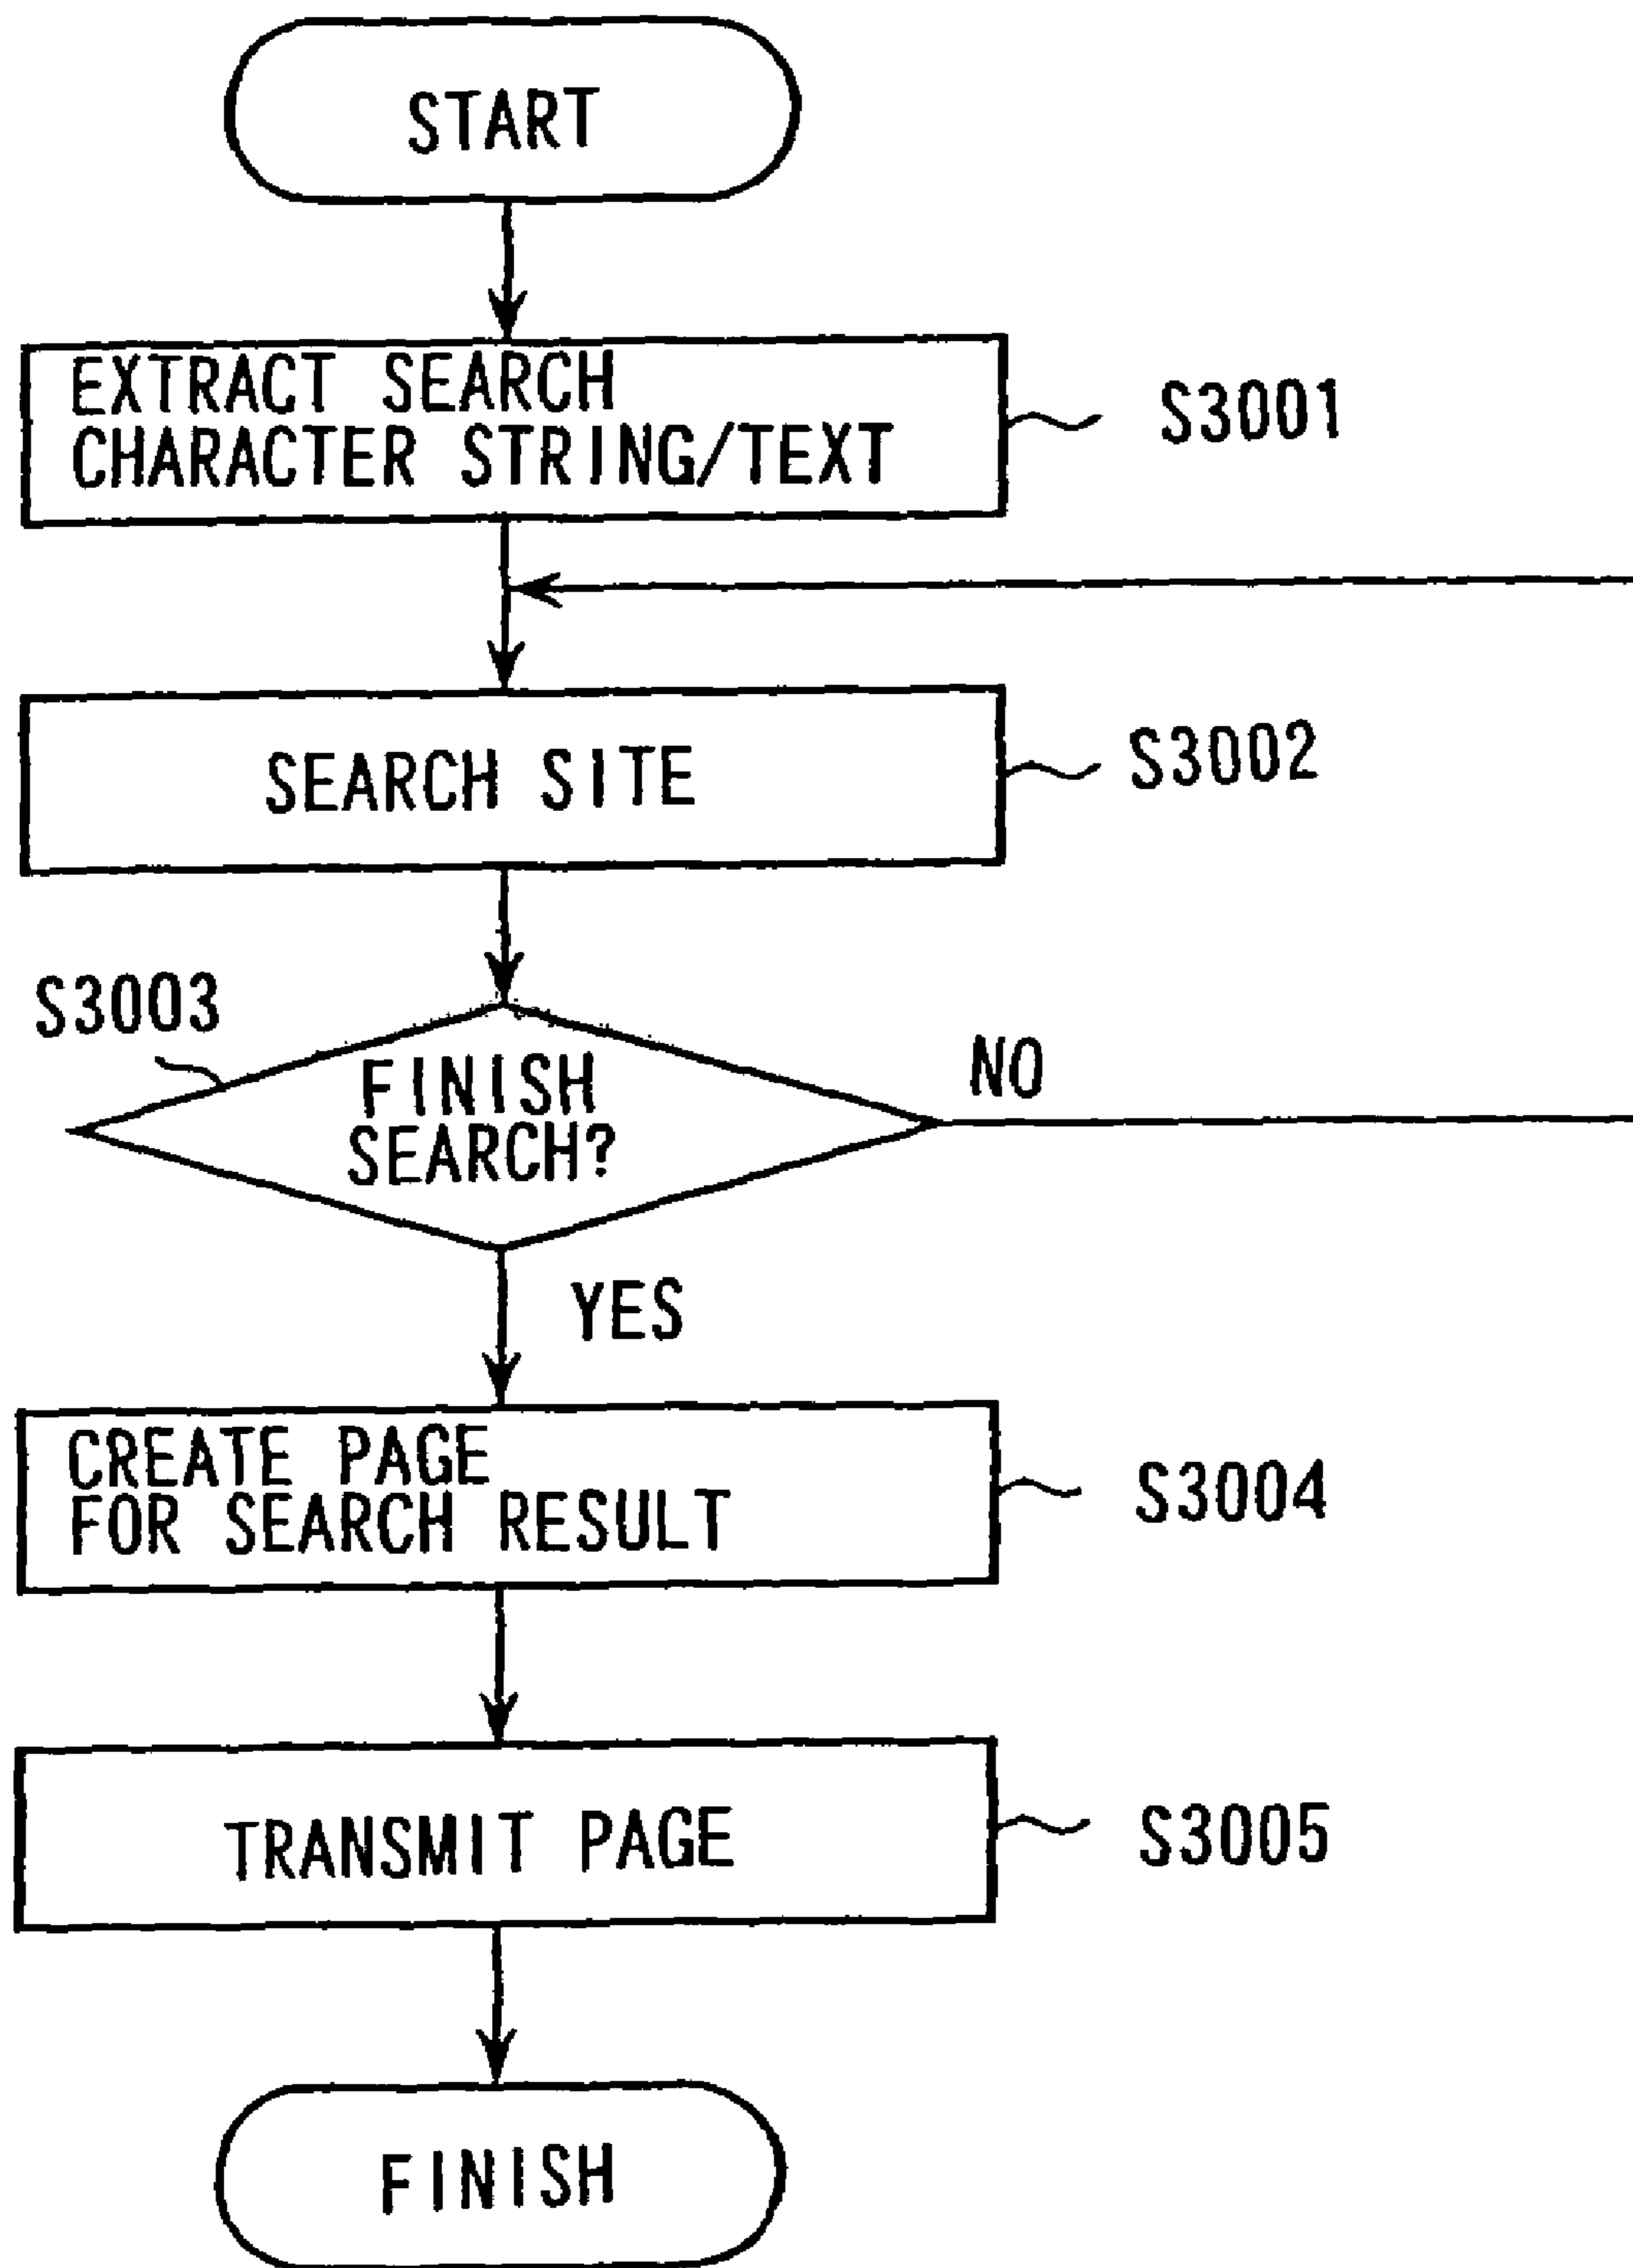 START
EXTRACT SEARCH
CHARACTER STRING/TEXT
S3001
SEARCH SITE
S3002
S3003
FINISH
SEARCH?
NO
YES
CREATE PAGE
FOR SEARCH RESULT
S3004
TRANSMIT PAGE
S3005
FINISH